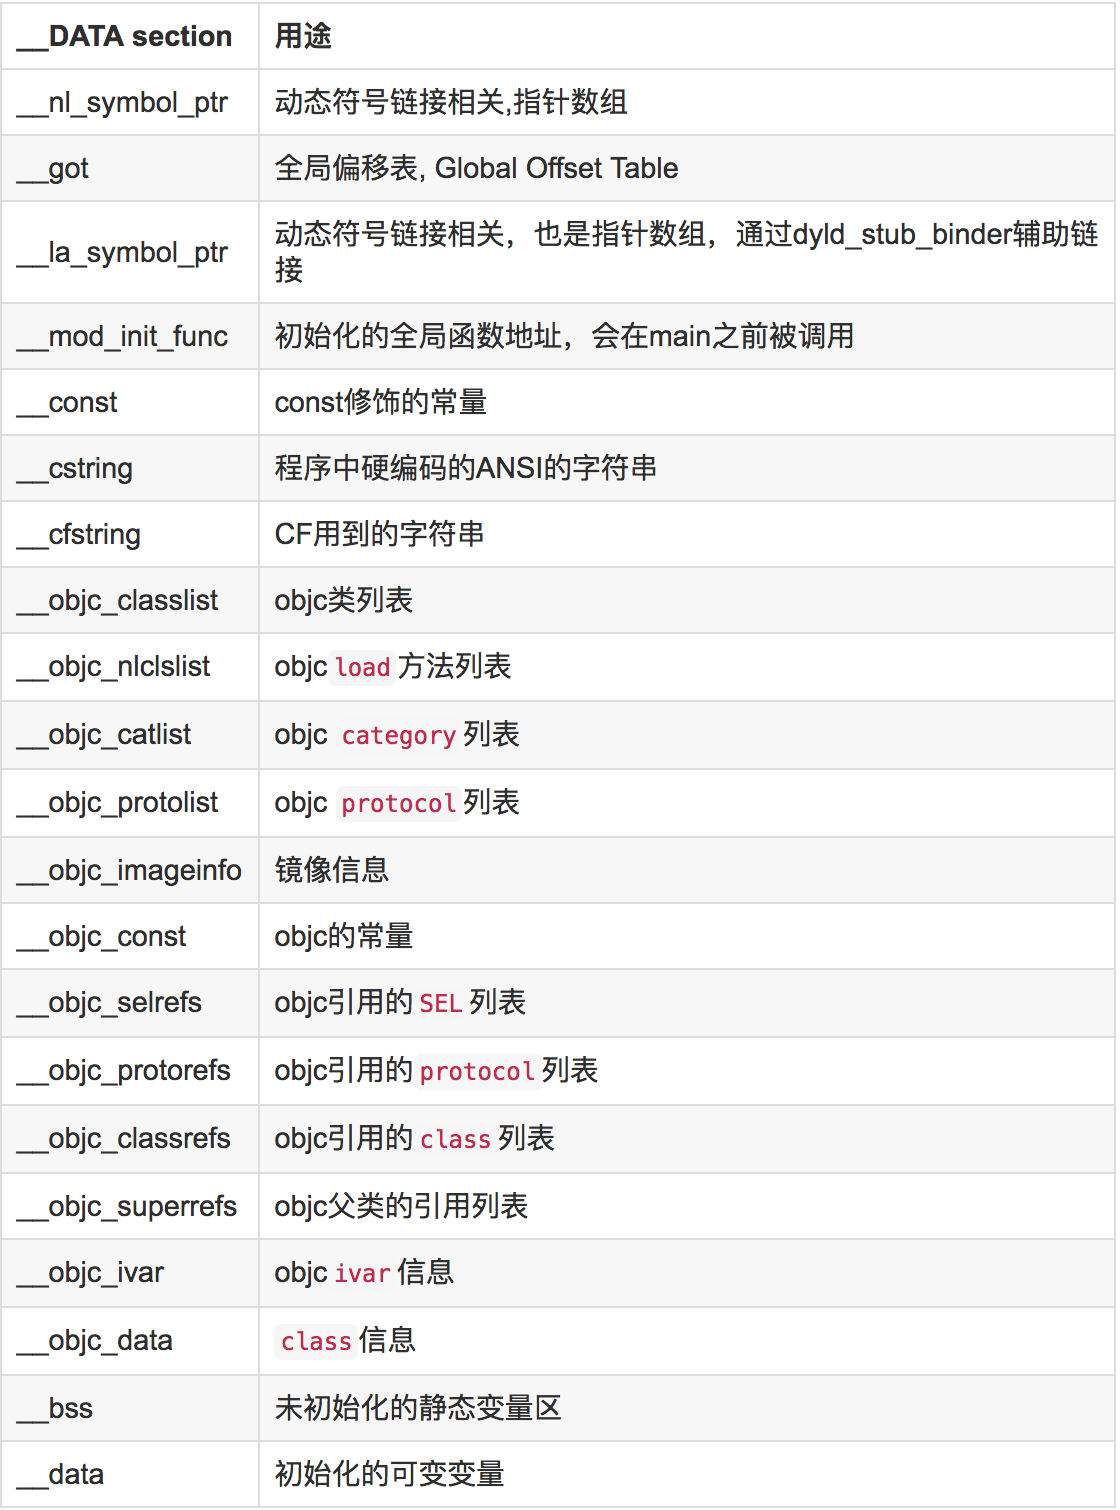 __DATA section 用途
__nl_symbol_ptr 动态符号链接相关,指针数组
__got 全局偏移表, Global Offset Table
__la_symbol_ptr 动态符号链接相关，也是指针数组，通过dyld_stub_binder辅助链
接
__mod_init_func 初始化的全局函数地址，会在main之前被调用
__const const修饰的常量
__cstring 程序中硬编码的ANSI的字符串
__cfstring CF用到的字符串
__objc_classlist objc类列表
__objc_nlclslist objc load 方法列表
__objc_catlist objc category 列表
__objc_protolist objc protocol 列表
__objc_imageinfo 镜像信息
__objc_const objc的常量
__objc_selrefs objc引用的 SEL 列表
__objc_protorefs objc引用的 protocol 列表
__objc_classrefs objc引用的 class 列表
__objc_superrefs objc父类的引用列表
__objc_ivar objc ivar 信息
__objc_data class 信息
__bss 未初始化的静态变量区
__data 初始化的可变变量